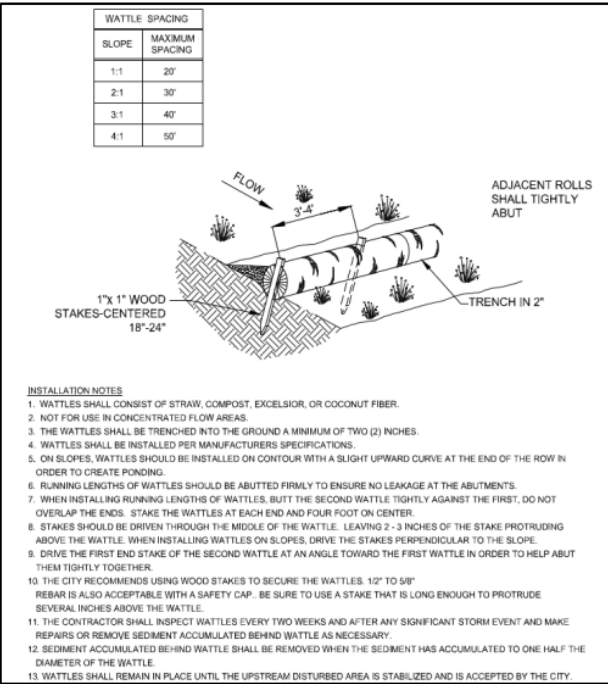 WATTLE SPACING
SLOPE MAXIMUM SPACING
1:1 20'
2:1 30'
3:1 40'
4:1 50'
FLOW
3'-4'
ADJACENT ROLLS
SHALL TIGHTLY
ABUT
1"x 1" WOOD
STAKES-CENTERED
18"-24"
TRENCH IN 2"
INSTALLATION NOTES
1. WATTLES SHALL CONSIST OF STRAW, COMPOST, EXCELSIOR, OR COCONUT FIBER.
2. NOT FOR USE IN CONCENTRATED FLOW AREAS.
3. THE WATTLES SHALL BE TRENCHED INTO THE GROUND A MINIMUM OF TWO (2) INCHES.
4. WATTLES SHALL BE INSTALLED PER MANUFACTURERS SPECIFICATIONS.
5. ON SLOPES, WATTLES SHOULD BE INSTALLED ON CONTOUR WITH A SLIGHT UPWARD CURVE AT THE END OF THE ROW IN
ORDER TO CREATE PONDING.
6. RUNNING LENGTHS OF WATTLES SHOULD BE ABUTTED FIRMLY TO ENSURE NO LEAKAGE AT THE ABUTMENTS.
7. WHEN INSTALLING RUNNING LENGTHS OF WATTLES, BUTT THE SECOND WATTLE TIGHTLY AGAINST THE FIRST, DO NOT
OVERLAP THE ENDS. STAKE THE WATTLES AT EACH END AND FOUR FOOT ON CENTER.
8. STAKES SHOULD BE DRIVEN THROUGH THE MIDDLE OF THE WATTLE. LEAVING 2 - 3 INCHES OF THE STAKE PROTRUDING
ABOVE THE WATTLE. WHEN INSTALLING WATTLES ON SLOPES, DRIVE THE STAKES PERPENDICULAR TO THE SLOPE.
9. DRIVE THE FIRST END STAKE OF THE SECOND WATTLE AT AN ANGLE TOWARD THE FIRST WATTLE IN ORDER TO HELP ABUT
THEM TIGHTLY TOGETHER.
10. THE CITY RECOMMENDS USING WOOD STAKES TO SECURE THE WATTLES. 1/2" TO 5/8"
REBAR IS ALSO ACCEPTABLE WITH A SAFETY CAP.. BE SURE TO USE A STAKE THAT IS LONG ENOUGH TO PROTRUDE
SEVERAL INCHES ABOVE THE WATTLE.
11. THE CONTRACTOR SHALL INSPECT WATTLES EVERY TWO WEEKS AND AFTER ANY SIGNIFICANT STORM EVENT AND MAKE
REPAIRS OR REMOVE SEDIMENT ACCUMULATED BEHIND WATTLE AS NECESSARY.
12. SEDIMENT ACCUMULATED BEHIND WATTLE SHALL BE REMOVED WHEN THE SEDIMENT HAS ACCUMULATED TO ONE HALF THE
DIAMETER OF THE WATTLE.
13. WATTLES SHALL REMAIN IN PLACE UNTIL THE UPSTREAM DISTURBED AREA IS STABILIZED AND IS ACCEPTED BY THE CITY.